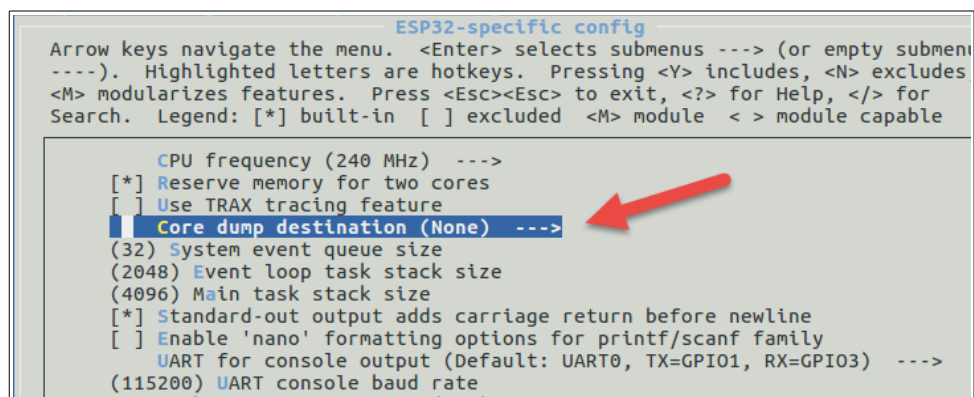 ESP32-specific config
Arrow keys navigate the menu. <Enter> selects submenus ---> (or empty submenu
----). Highlighted letters are hotkeys. Pressing <Y> includes, <N> excludes
<M> modularizes features. Press <Esc><Esc> to exit, <?> for Help, </> for
Search. Legend: [*] built-in [ ] excluded <M> module < > module capable
CPU frequency (240 MHz) --->
[*] Reserve memory for two cores
[ ] Use TRAX tracing feature
Core dump destination (None) --->
(32) System event queue size
(2048) Event loop task stack size
(4096) Main task stack size
[*] Standard-out output adds carriage return before newline
[ ] Enable 'nano' formatting options for printf/scanf family
UART for console output (Default: UART0, TX=GPIO1, RX=GPIO3) --->
(115200) UART console baud rate